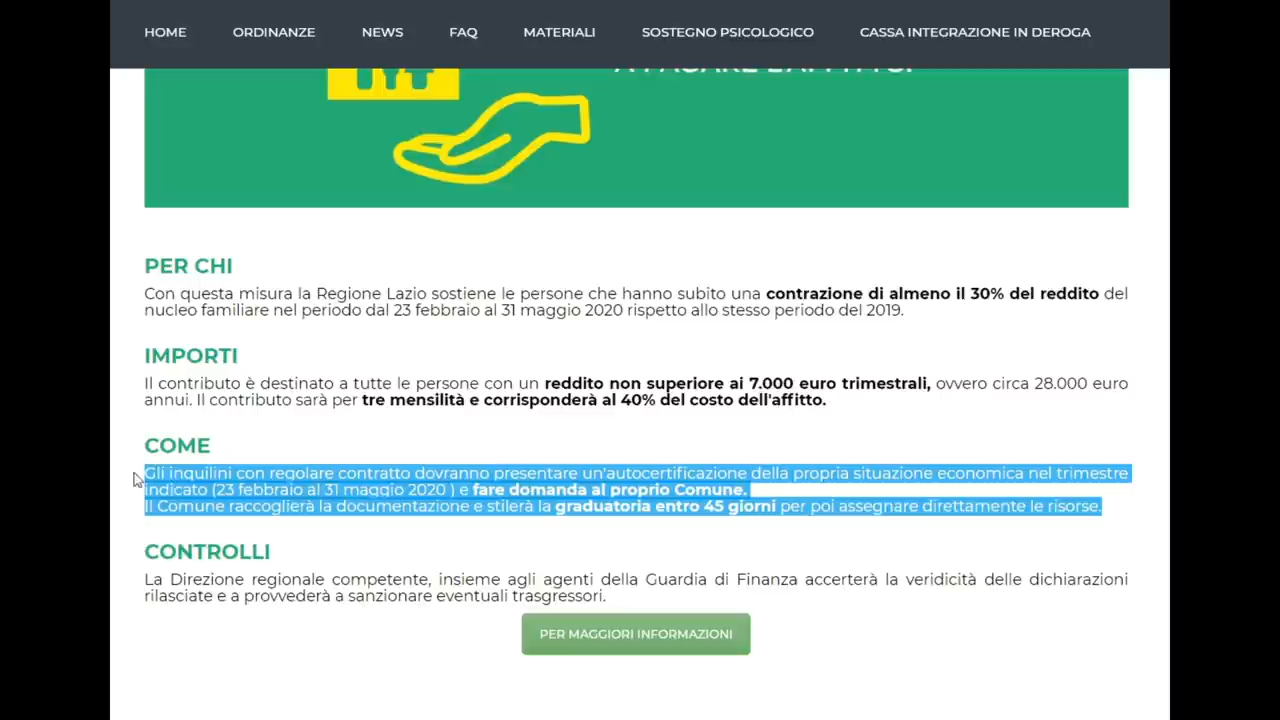 HOME ORDINANZE NEWS FAQ MATERIALI SOSTEGNO PSICOLOGICO CASSA INTEGRAZIONE IN DEROGA
A PAGARE L'AFFITTO.
PER CHI
Con questa misura la Regione Lazio sostiene le persone che hanno subito una contrazione di almeno il 30% del reddito del
nucleo familiare nel periodo dal 23 febbraio al 31 maggio 2020 rispetto allo stesso periodo del 2019.
IMPORTI
Il contributo è destinato a tutte le persone con un reddito non superiore ai 7.000 euro trimestrali, ovvero circa 28.000 euro
annui. Il contributo sarà per tre mensilità e corrisponderà al 40% del costo dell'affitto.
COME
Gli inquilini con regolare contratto dovranno presentare un'autocertificazione della propria situazione economica nel trimestre
indicato (23 febbraio al 31 maggio 2020 ) e fare domanda al proprio Comune.
Il Comune raccoglierà la documentazione e stilerà la graduatoria entro 45 giorni per poi assegnare direttamente le risorse.
CONTROLLI
La Direzione regionale competente, insieme agli agenti della Guardia di Finanza accerterà la veridicità delle dichiarazioni
rilasciate e a provvederà a sanzionare eventuali trasgressori.
PER MAGGIORI INFORMAZIONI